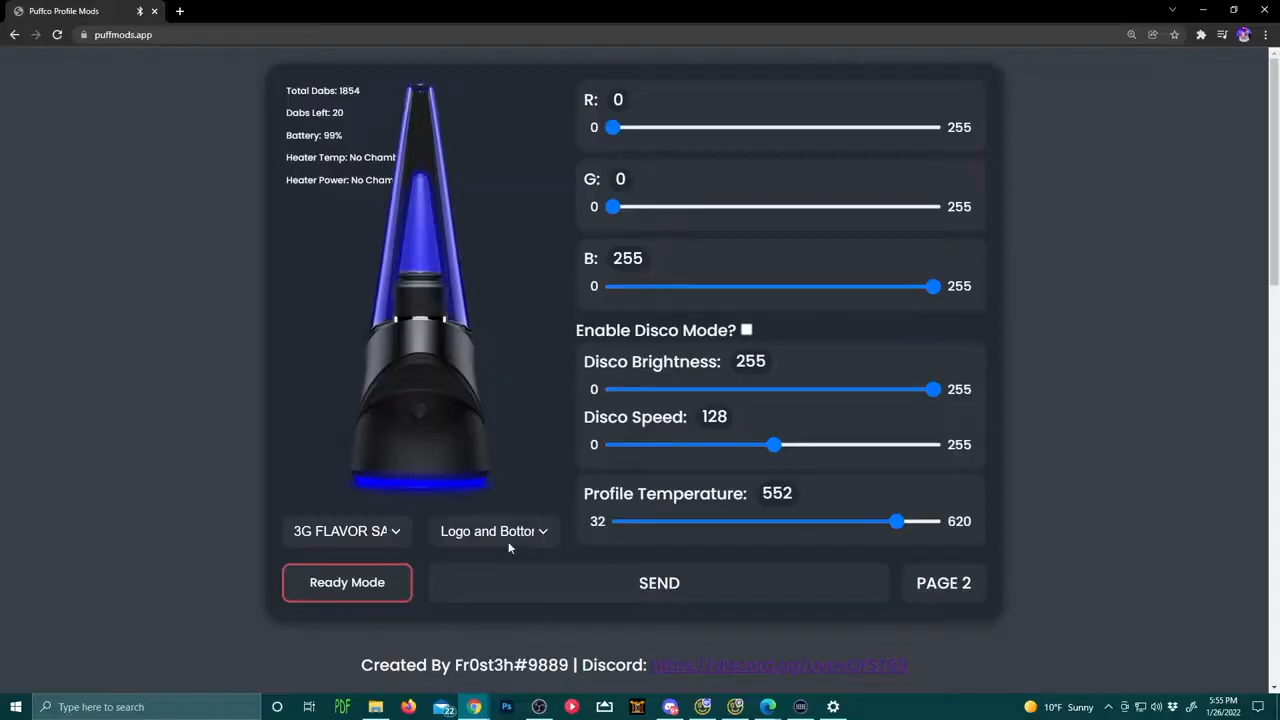 Puffco Profile Mods
puffmods.app
Total Dabs: 1854
Dabs Left: 20
Battery: 99%
Heater Temp: No Chamb
Heater Power: No Cham
R: 0
0 255
G: 0
0 255
B: 255
0 255
Enable Disco Mode?
Disco Brightness: 255
0 255
Disco Speed: 128
0 255
Profile Temperature: 552
32 620
3G FLAVOR SA
Logo and Bottor
Ready Mode
SEND
PAGE 2
Created By Fr0st3h#9889 | Discord:
Type here to search
PDF
22
10°F Sunny
5:55 PM
1/26/2022